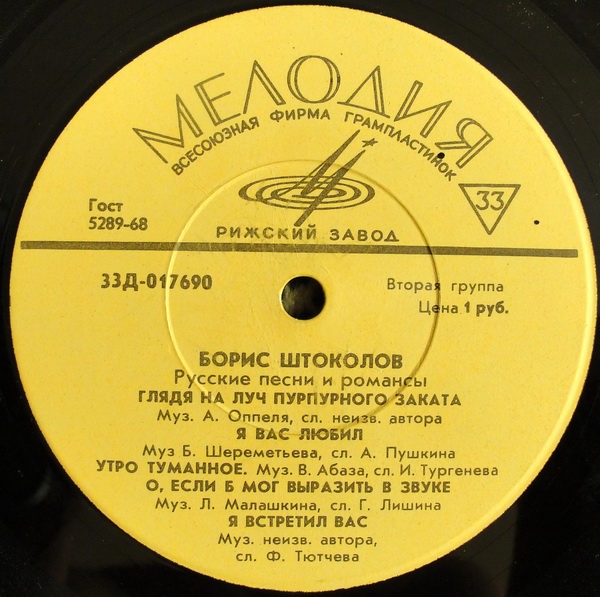 МЕЛОДИЯ
ВСЕСОЮЗНАЯ ФИРМА ГРАМПЛАСТИНОК
33
Гост
5289-68
РИЖСКИЙ ЗАВОД
33Д-017690
Вторая группа
Цена 1 руб.
БОРИС ШТОКОЛОВ
Русские песни и романсы
ГЛЯДЯ НА ЛУЧ ПУРПУРНОГО ЗАКАТА
Муз. А. Оппеля, сл. неизв. автора
Я ВАС ЛЮБИЛ
Муз Б. Шереметьева, сл. А. Пушкина
УТРО ТУМАННОЕ. Муз. В. Абаза, сл. И. Тургенева
О, ЕСЛИ Б МОГ ВЫРАЗИТЬ В ЗВУКЕ
Муз. Л. Малашкина, сл. Г. Лишина
Я ВСТРЕТИЛ ВАС
Муз. неизв. автора,
сл. Ф. Тютчева